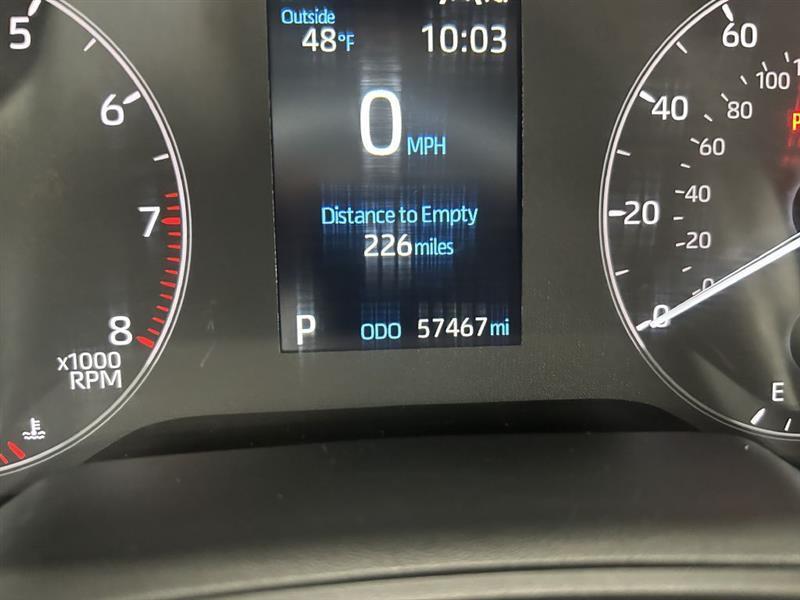 5
6
7
8
x1000
RPM
Outside
48°F
10:03
0 MPH
Distance to Empty
226 miles
P
ODO 57467 mi
60
40
20
0
100
80
60
40
20
0
P
E